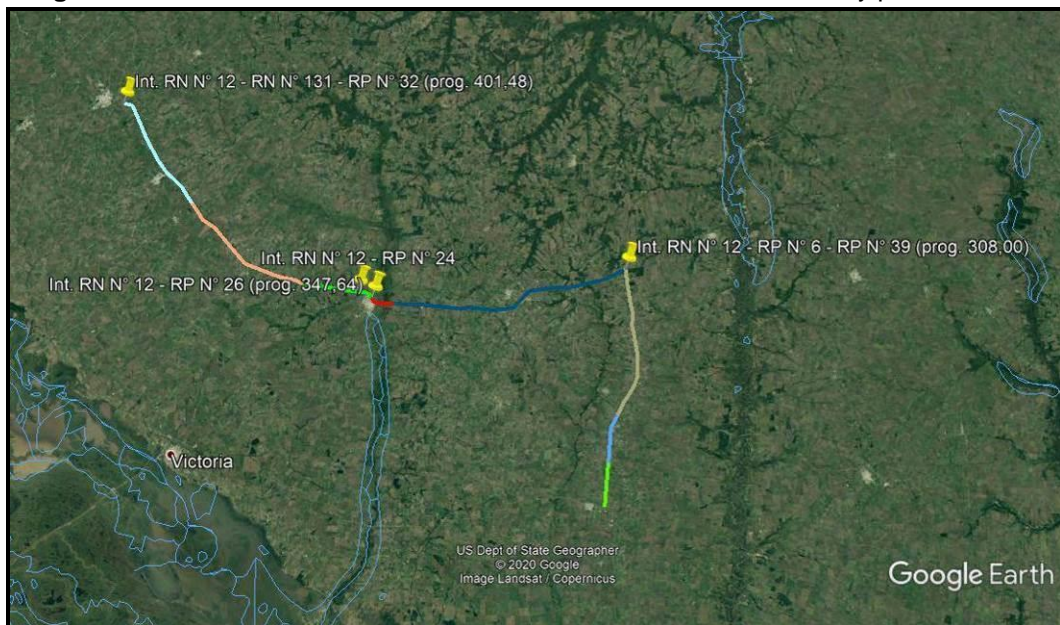 Int. RN N° 12 - RN N° 131 - RP N° 32 (prog. 401,48)
Int. RN N° 12 - RP N° 6 - RP N° 39 (prog. 308,00)
Int. RN N° 12 - RP N° 24
Int. RN N° 12 - RP N° 26 (prog. 347,64)
Victoria
US Dept of State Geographer
© 2020 Google
Image Landsat / Copernicus
Google Earth